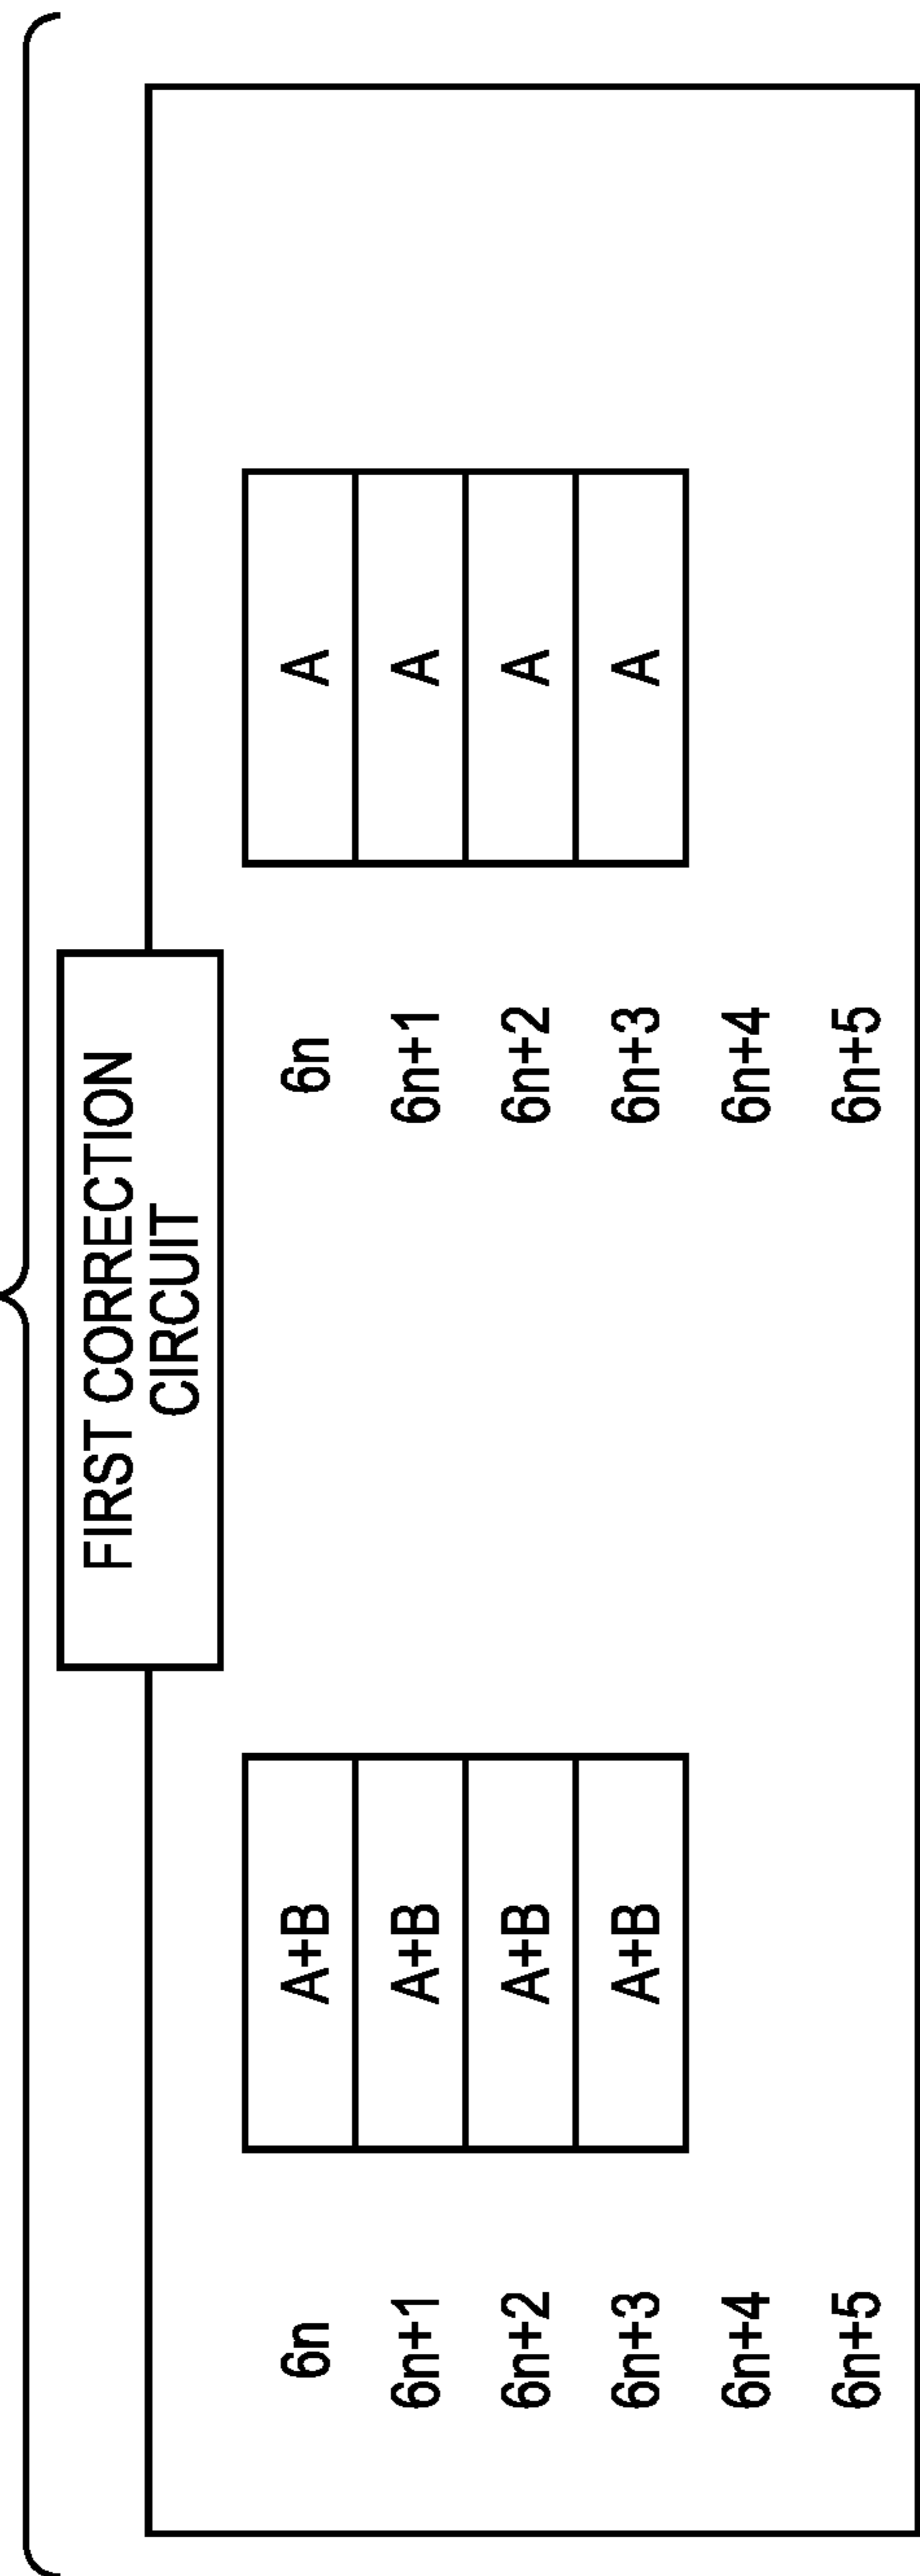 FIRST CORRECTION
CIRCUIT
6n A+B
6n+1 A+B
6n+2 A+B
6n+3 A+B
6n+4
6n+5
6n A
6n+1 A
6n+2 A
6n+3 A
6n+4
6n+5